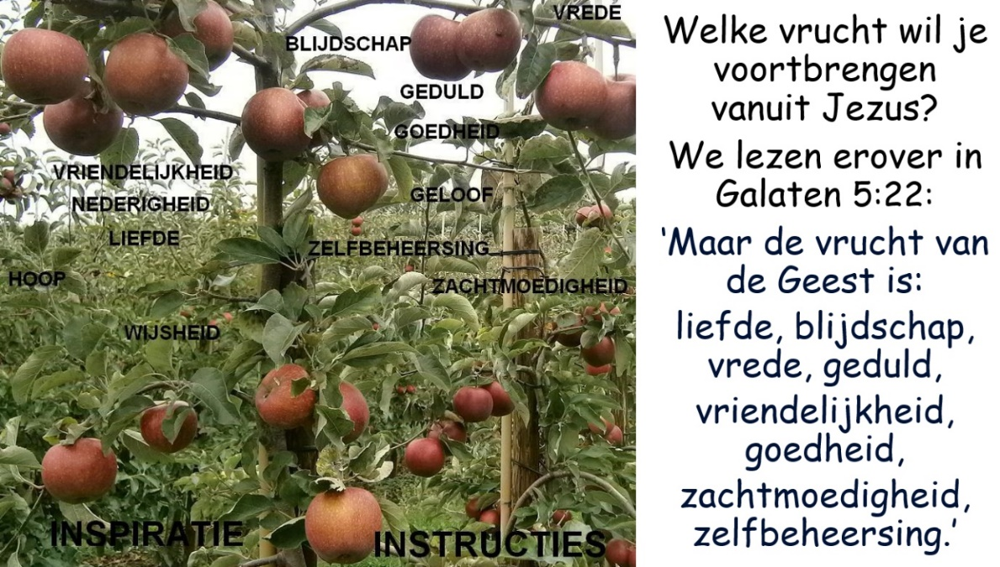 VREDE
BLIJDSCHAP
GEDULD
GOEDHEID
VRIENDELIJKHEID
NEDERIGHEID
GELOOF
LIEFDE
ZELFBEHEERSING
HOOP
ZACHTMOEDIGHEID
WIJSHEID
INSPIRATIE
INSTRUCTIES
Welke vrucht wil je
voortbrengen
vanuit Jezus?
We lezen erover in
Galaten 5:22:
‘Maar de vrucht van
de Geest is:
liefde, blijdschap,
vrede, geduld,
vriendelijkheid,
goedheid,
zachtmoedigheid,
zelfbeheersing.’